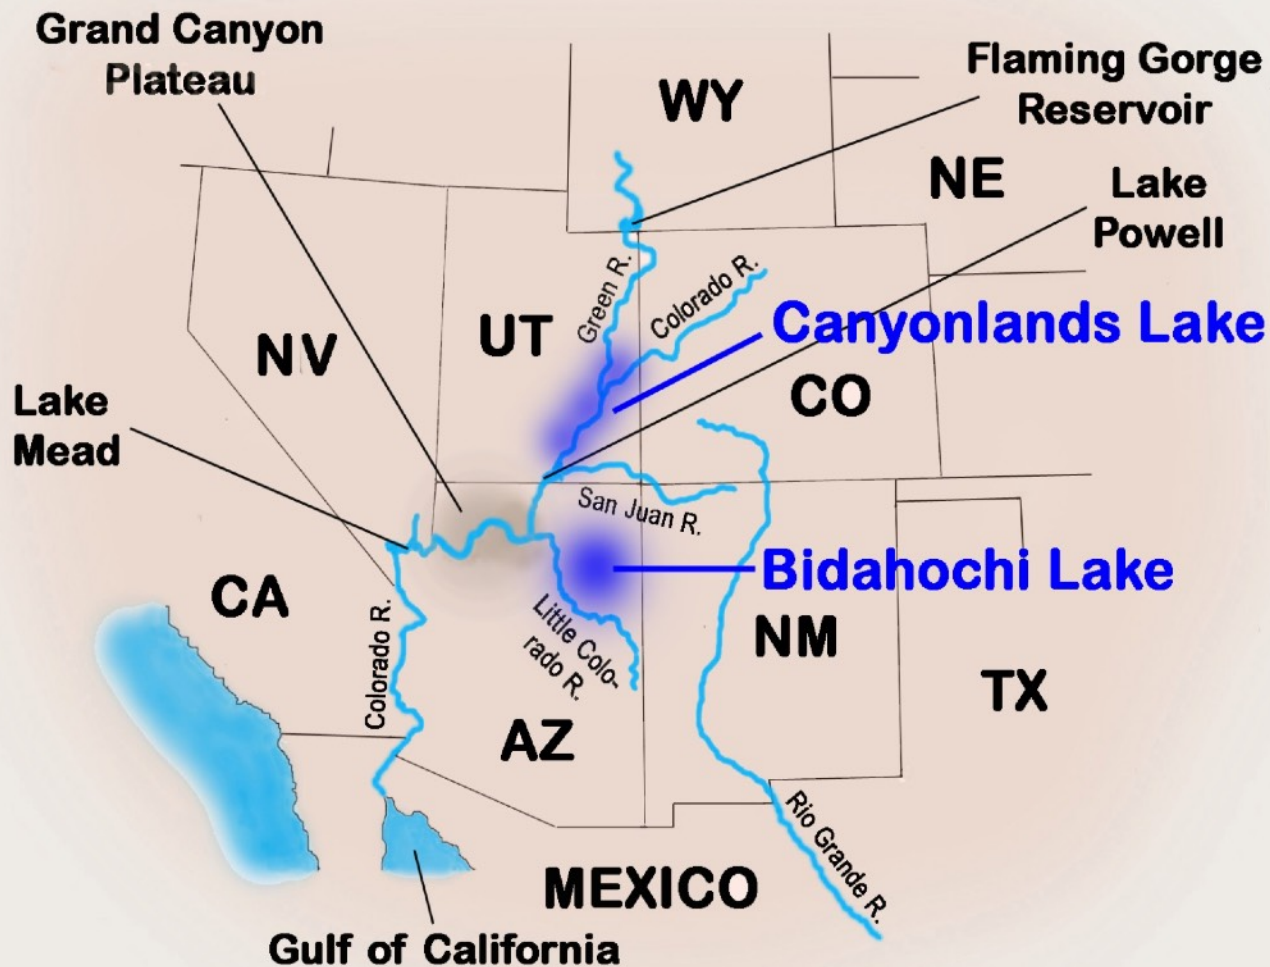 Grand Canyon
Plateau
WY
Flaming Gorge
Reservoir
NE
Lake
Powell
Green R.
Colorado R.
UT
Canyonlands Lake
NV
CO
Lake
Mead
San Juan R.
Bidahochi Lake
CA
Little Colo-
rado R.
NM
Colorado R.
TX
AZ
Rio Grande R.
MEXICO
Gulf of California